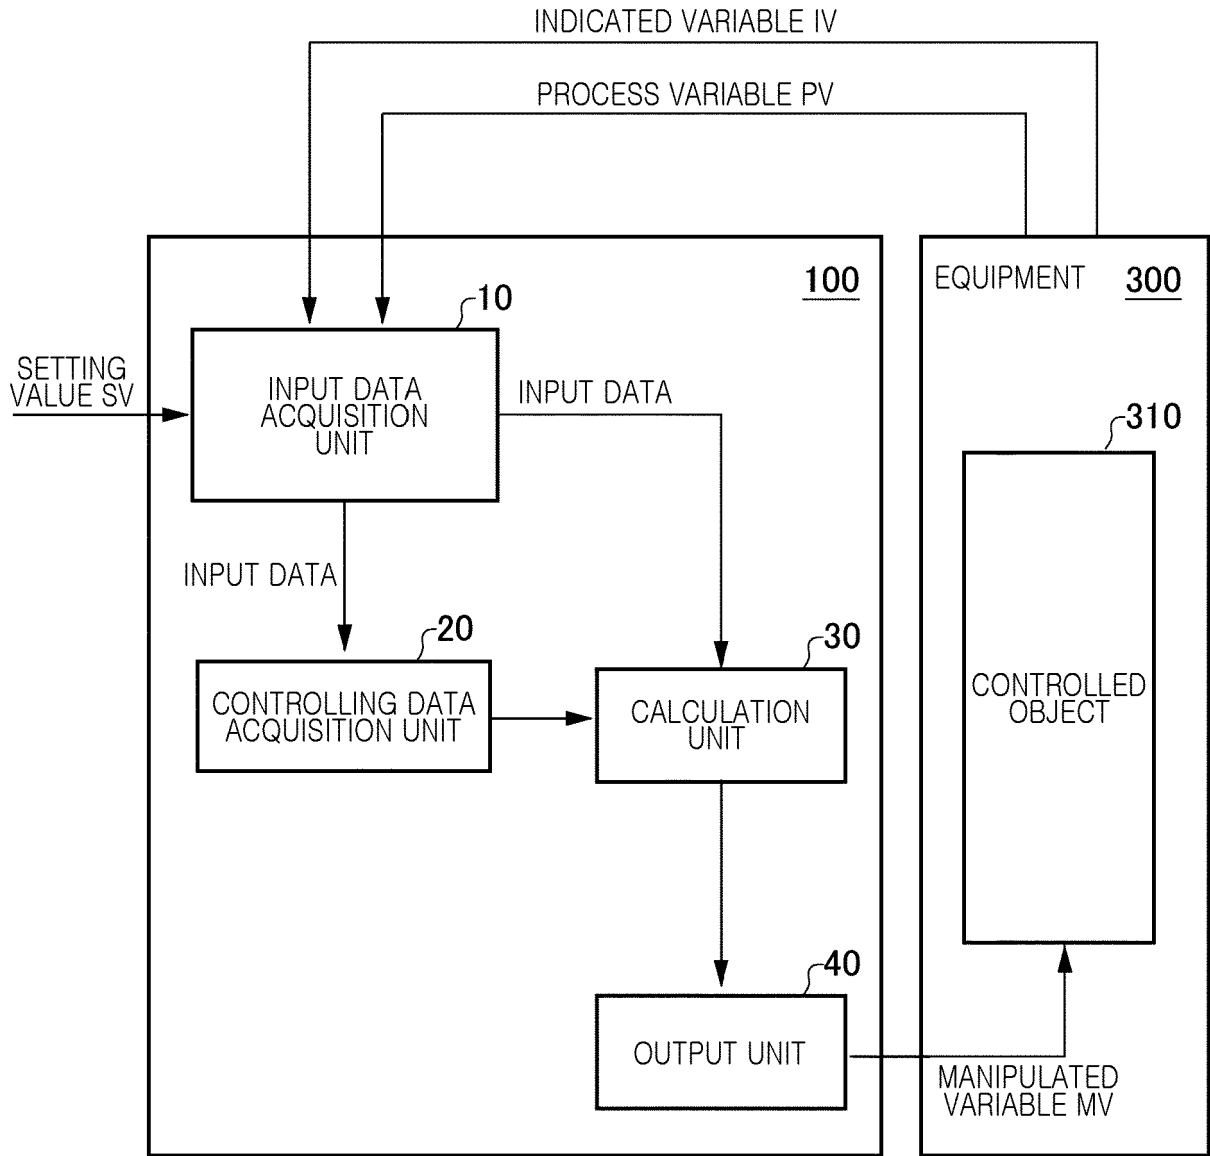 INDICATED VARIABLE IV
PROCESS VARIABLE PV
100
EQUIPMENT
300
10
SETTING
VALUE SV
INPUT DATA
ACQUISITION
UNIT
INPUT DATA
310
INPUT DATA
20
30
CONTROLLING DATA
ACQUISITION UNIT
CALCULATION
UNIT
CONTROLLED
OBJECT
40
OUTPUT UNIT
MANIPULATED
VARIABLE MV